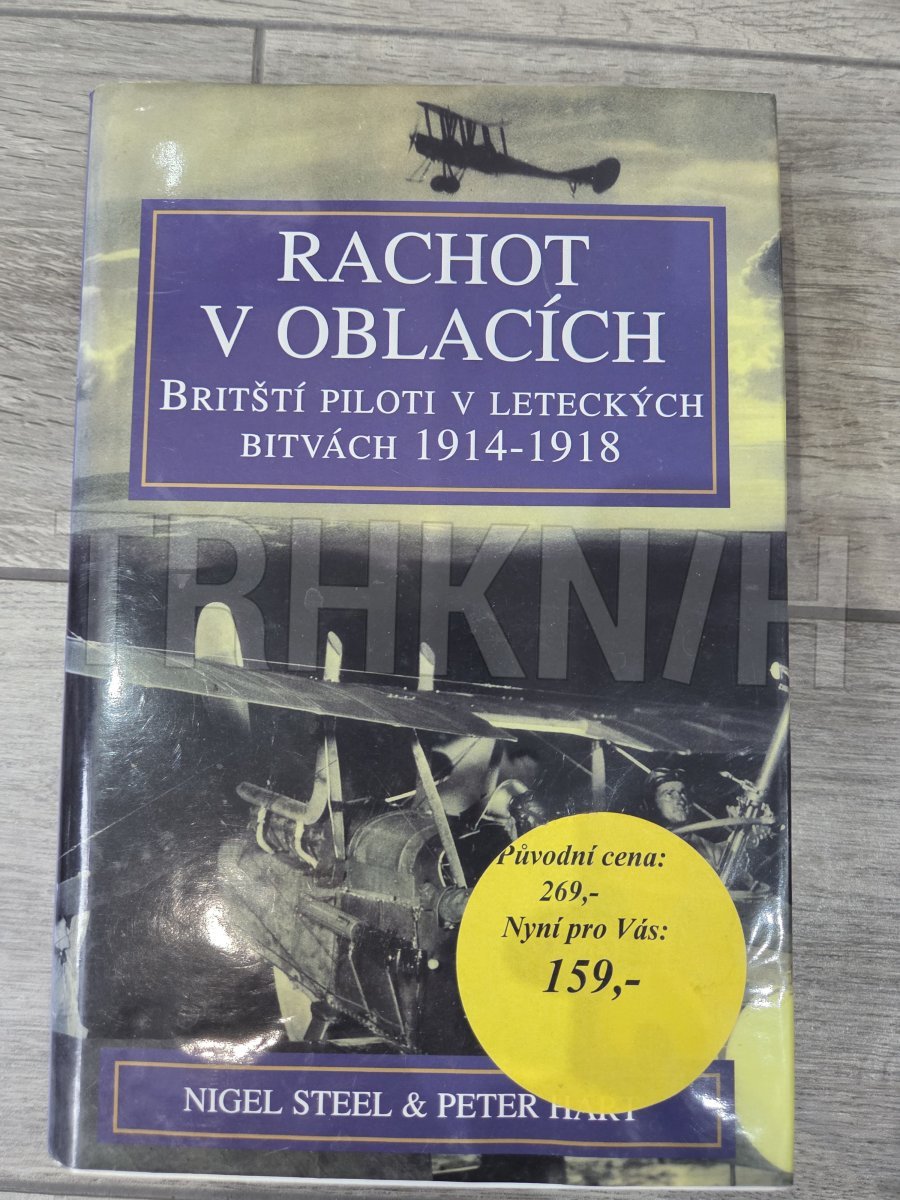 RACHOT
V OBLACÍCH
BRITŠTÍ PILOTI V LETECKÝCH
BITVÁCH 1914-1918
TRHKNIH
Původní cena:
269,-
Nyní pro Vás:
159,-
NIGEL STEEL & PETER HART